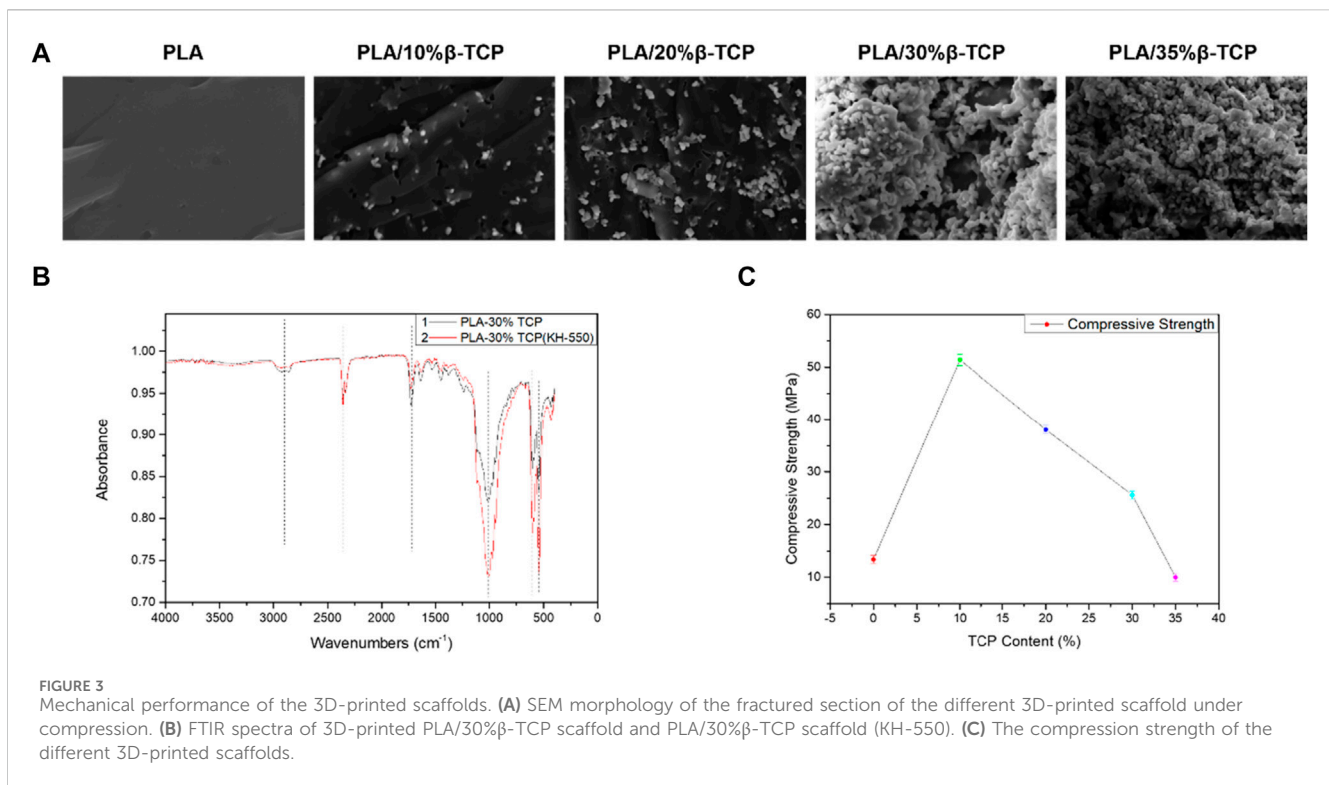 A
PLA
PLA/10%β-TCP
PLA/20%β-TCP
PLA/30%β-TCP
PLA/35%β-TCP
B
1 PLA-30% TCP
2 PLA-30% TCP(KH-550)
1.00
0.95
0.90
0.85
0.80
0.75
0.70
Absorbance
4000 3500 3000 2500 2000 1500 1000 500 0
Wavenumbers (cm⁻¹)
C
Compressive Strength
60
50
40
30
20
10
Compressive Strength (MPa)
-5 0 5 10 15 20 25 30 35 40
TCP Content (%)
FIGURE 3
Mechanical performance of the 3D-printed scaffolds. (A) SEM morphology of the fractured section of the different 3D-printed scaffold under
compression. (B) FTIR spectra of 3D-printed PLA/30%β-TCP scaffold and PLA/30%β-TCP scaffold (KH-550). (C) The compression strength of the
different 3D-printed scaffolds.